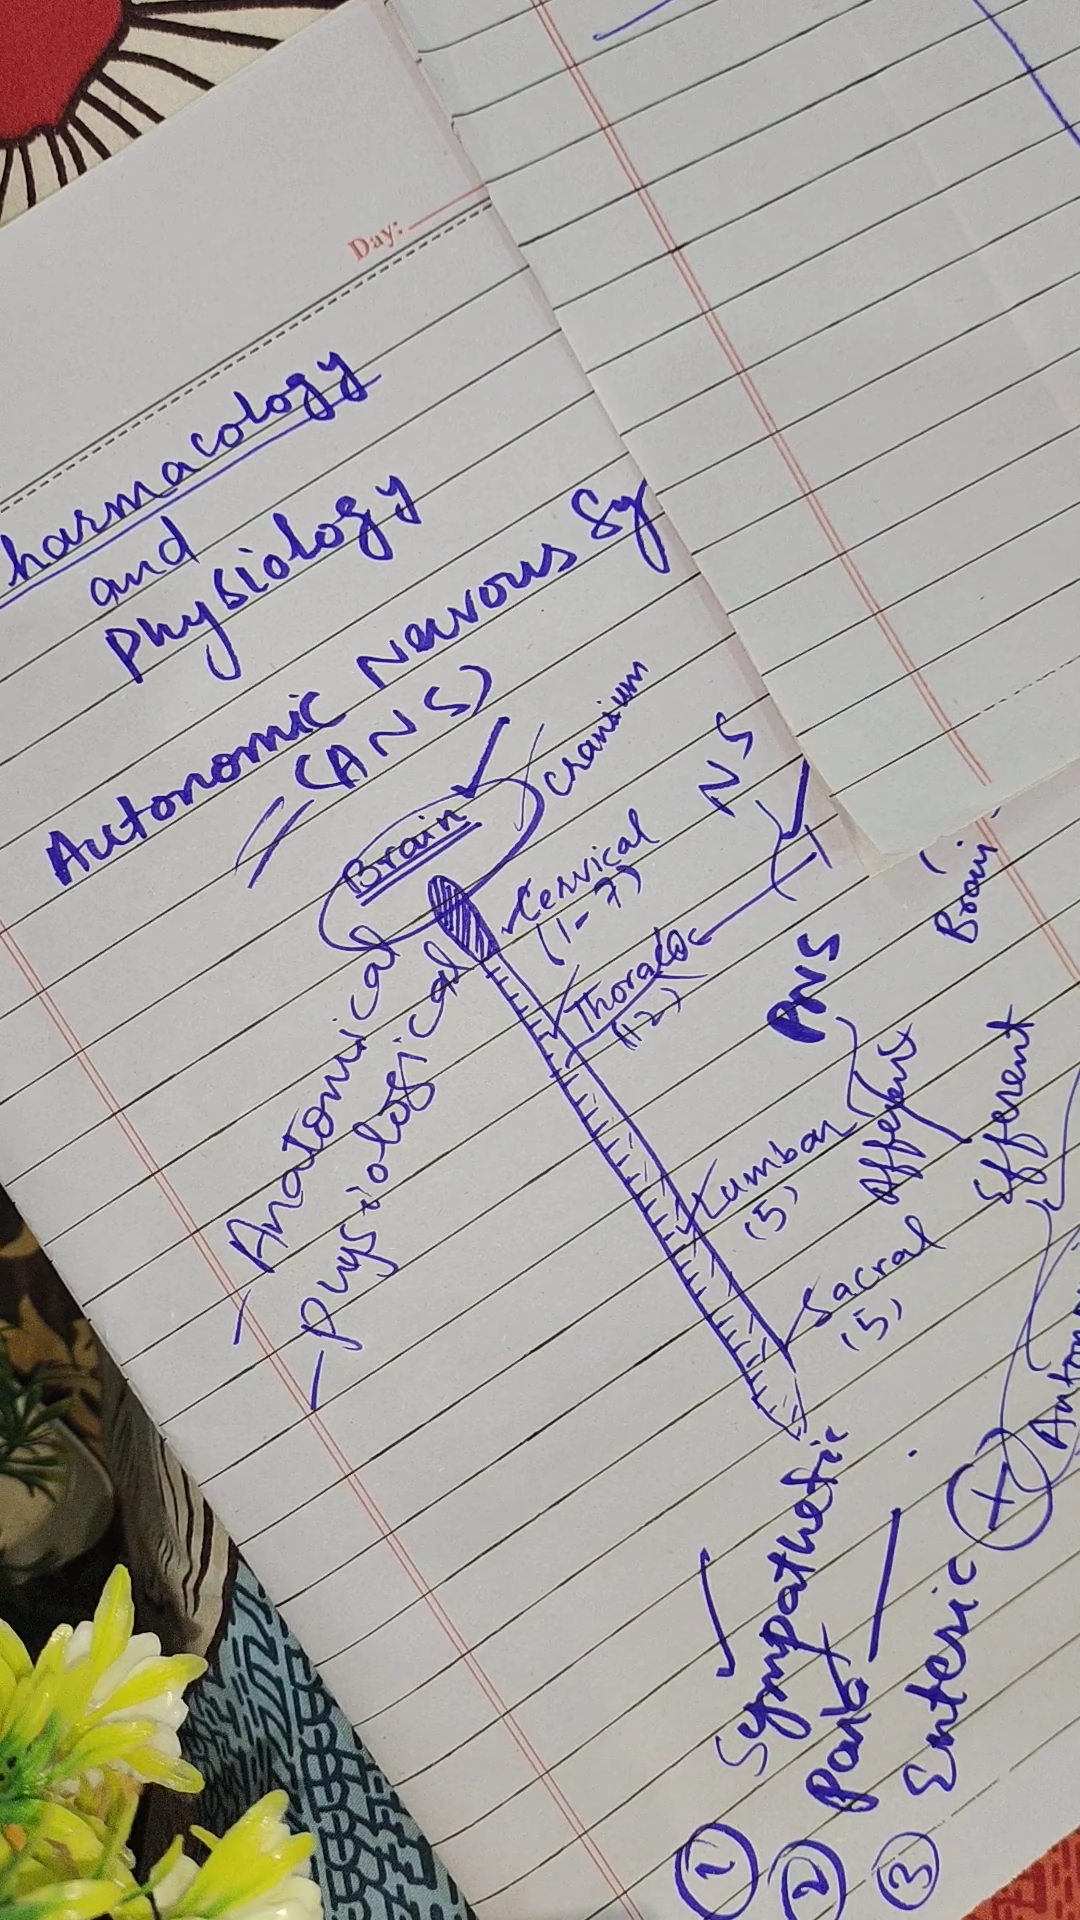 Day:
harmacology
and
Physiology
Autonomic Nervous Sy
(ANS)
Brain
Cranium
NS
Cervical
(1-7)
Thoracic
(12)
- Anatomical
- Physiological
PNS
Brain
Lumbar
(5)
Afferent
Efferent
Sacral
(5)
① Sympathetic
②
③ Enteric
+
Auton